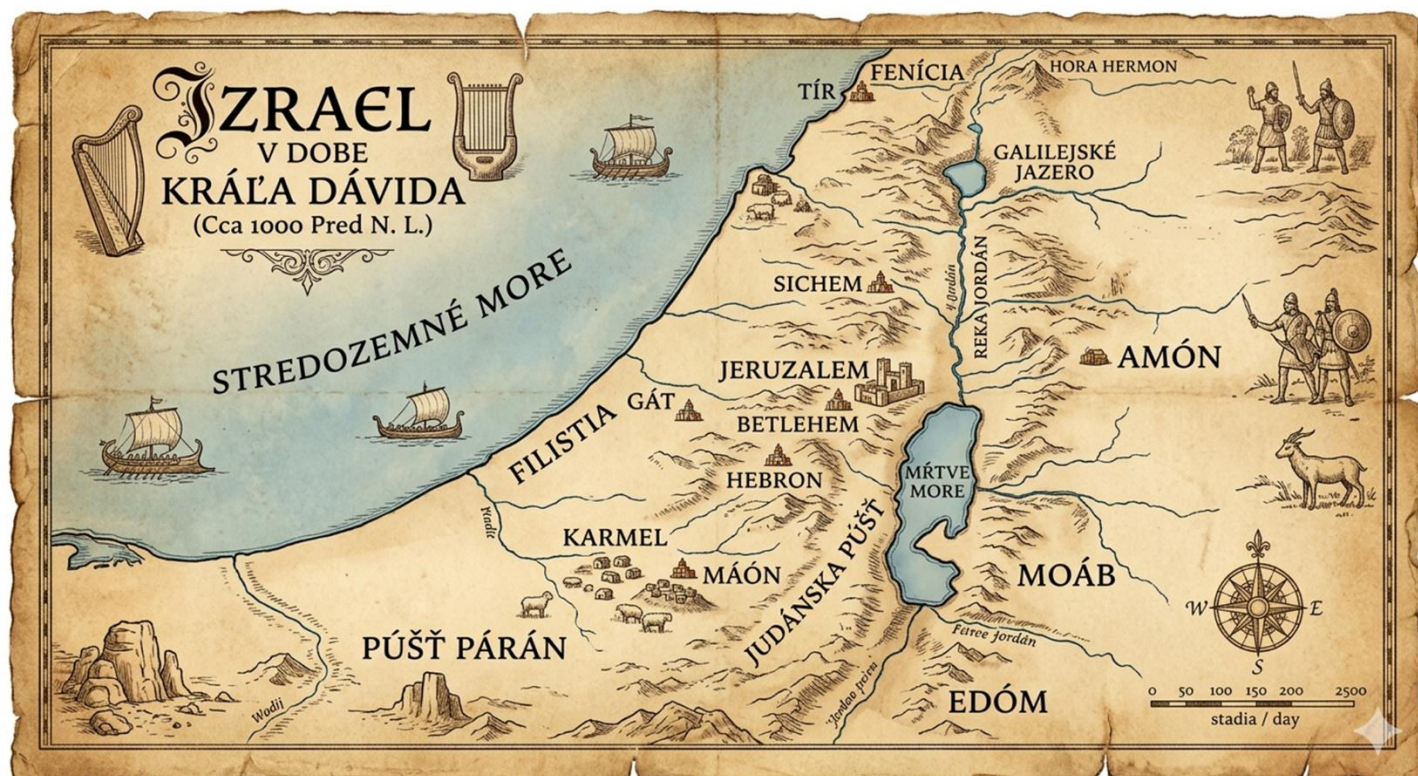 IZRAEL
V DOBE
KRÁĽA DÁVIDA
(Cca 1000 Pred N. L.)
STREDOZEMNÉ MORE
FENÍCIA
TÍR
HORA HERMON
GALILEJSKÉ
JAZERO
SICHEM
REKA JORDÁN
JERUZALEM
AMÓN
GÁT
BETLEHEM
FILISTIA
HEBRON
MŔTVE
MORE
KARMEL
MÁÓN
JUDÁNSKA PÚŠŤ
MOÁB
PÚŠŤ PÁRÁN
EDÓM
Wadij
W
E
S
0 50 100 150 200 2500
stadia / day